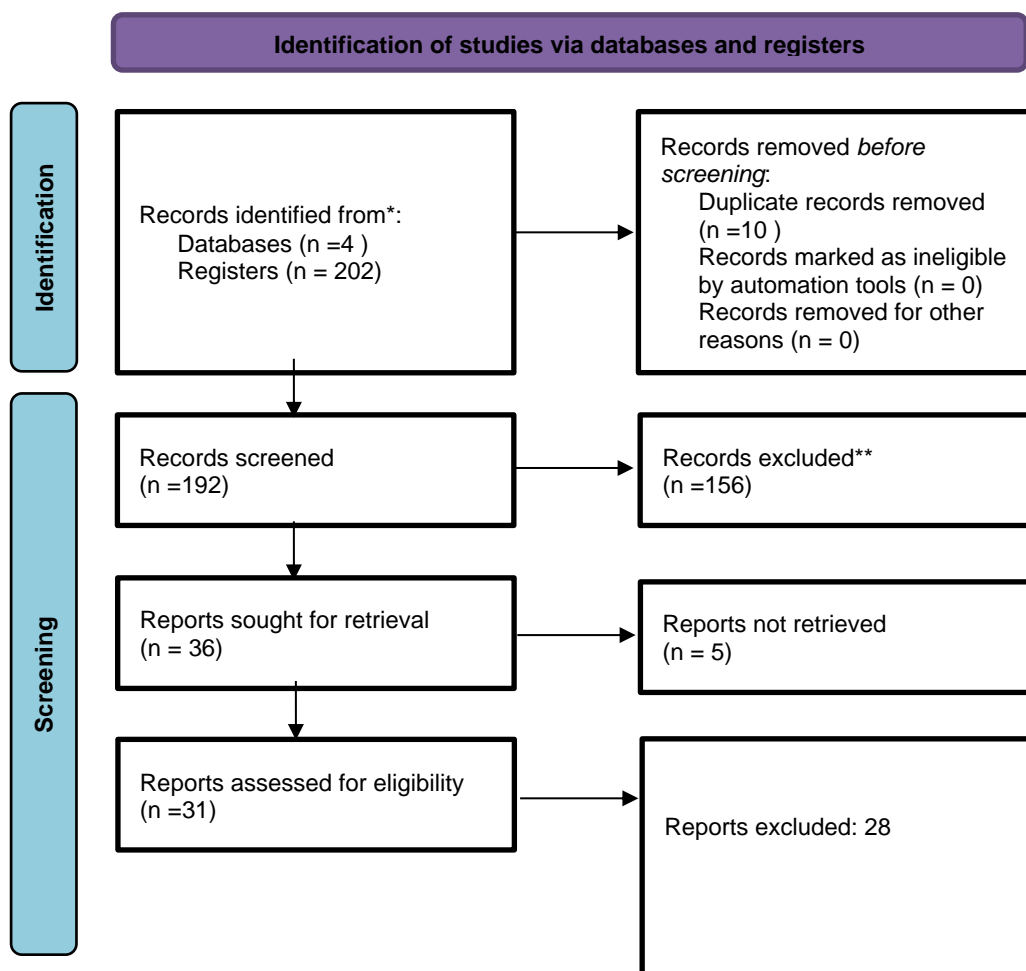 Identification of studies via databases and registers
Identification
Records identified from*:
Databases (n =4 )
Registers (n = 202)
Records removed before
screening:
Duplicate records removed
(n =10 )
Records marked as ineligible
by automation tools (n = 0)
Records removed for other
reasons (n = 0)
Screening
Records screened
(n =192)
Records excluded**
(n =156)
Reports sought for retrieval
(n = 36)
Reports not retrieved
(n = 5)
Reports assessed for eligibility
(n =31)
Reports excluded: 28